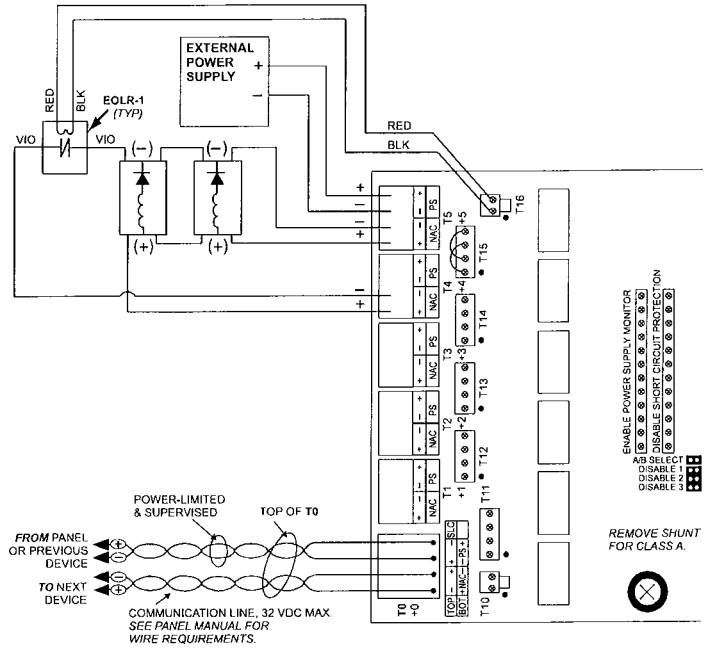 EXTERNAL
POWER
SUPPLY
+
–
RED
BLK
EOLR-1
(TYP)
VIO
VIO
(–)
(–)
(+)
(+)
RED
BLK
+
–
–
+
–
+
T16
PS
NAC
T5
+5
T15
PS
NAC
T4
+4
T14
PS
NAC
T3
+3
T13
PS
NAC
T2
+2
T12
PS
NAC
T1
+1
T11
ENABLE POWER SUPPLY MONITOR
DISABLE SHORT CIRCUIT PROTECTION
A/B SELECT
DISABLE 1
DISABLE 2
DISABLE 3
REMOVE SHUNT
FOR CLASS A.
POWER-LIMITED
& SUPERVISED
TOP OF T0
FROM PANEL
OR PREVIOUS
DEVICE
+
–
–
+
TO NEXT
DEVICE
COMMUNICATION LINE, 32 VDC MAX.
SEE PANEL MANUAL FOR
WIRE REQUIREMENTS.
T0
+0
TOP – + + – SLC
BOT +NAC– – PS +
T10